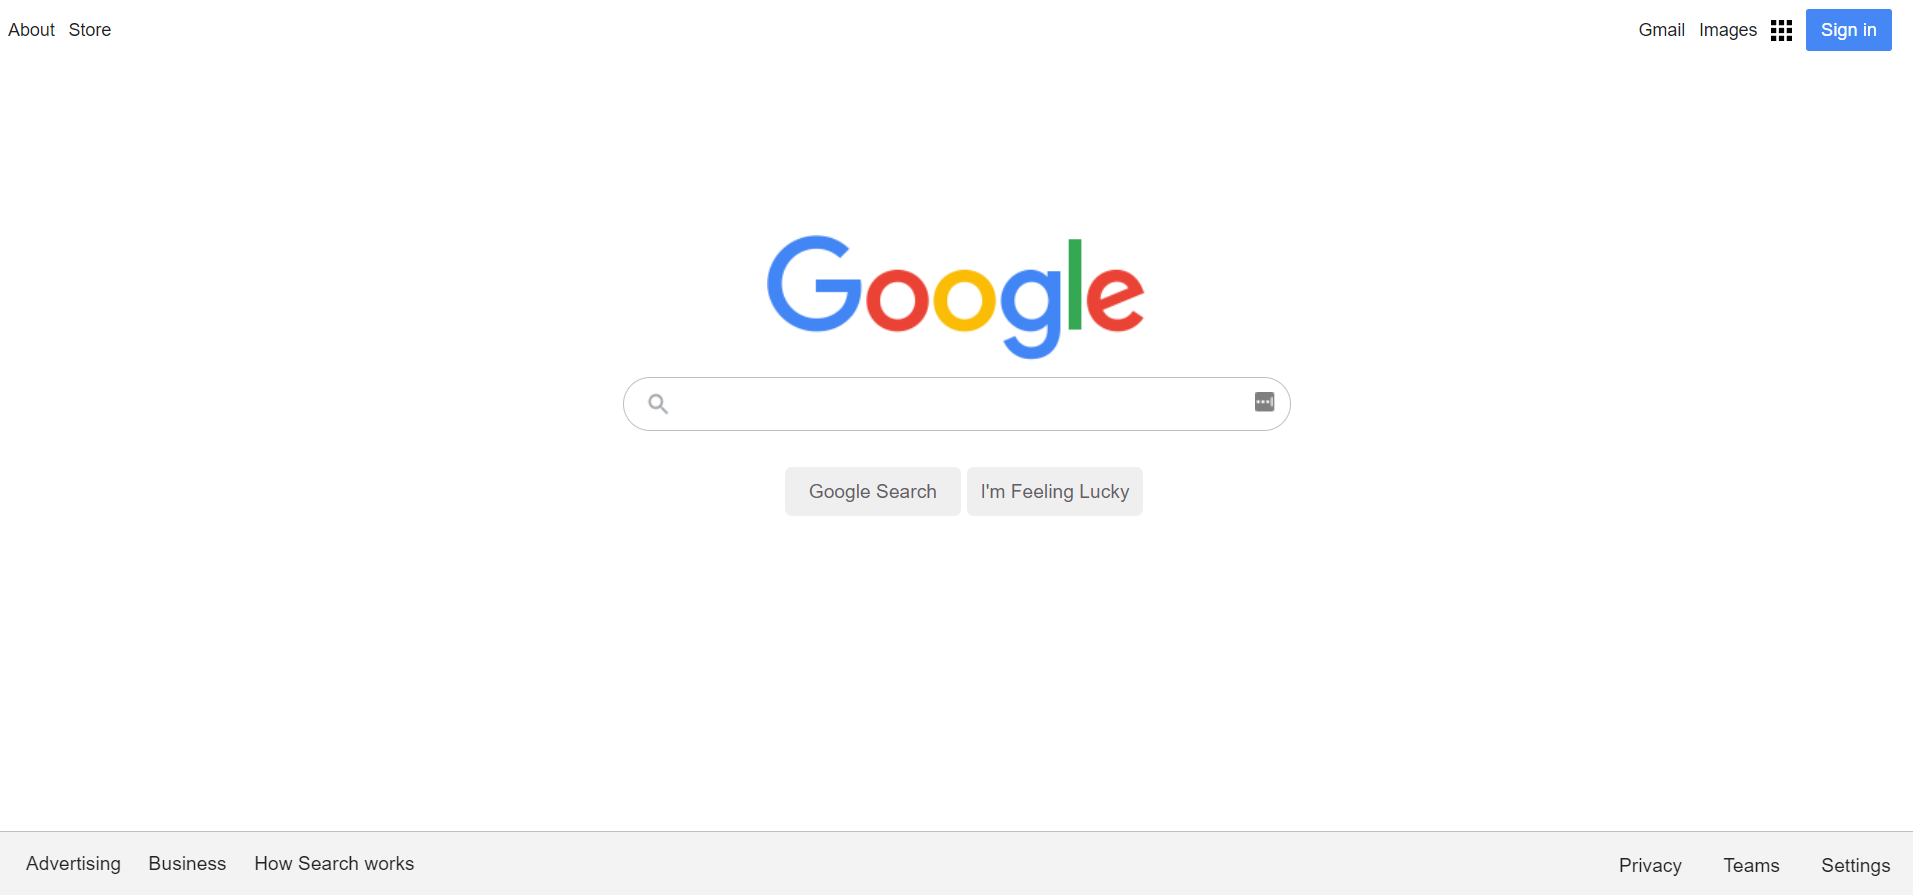 About Store Gmail Images Sign in
Google
Google Search I'm Feeling Lucky
Advertising Business How Search works Privacy Teams Settings